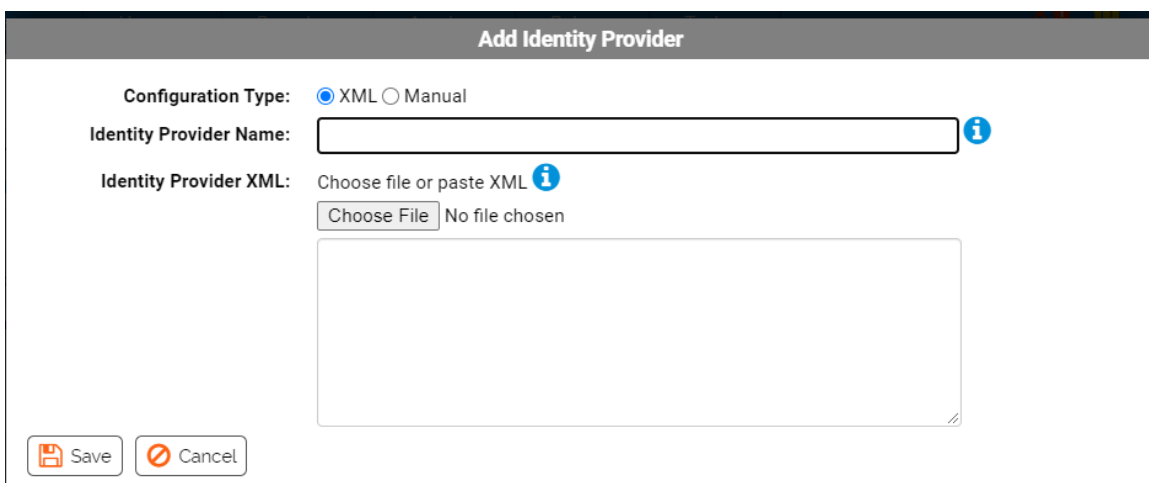 Add Identity Provider
Configuration Type: XML Manual
Identity Provider Name:
Identity Provider XML: Choose file or paste XML
Choose File No file chosen
Save Cancel